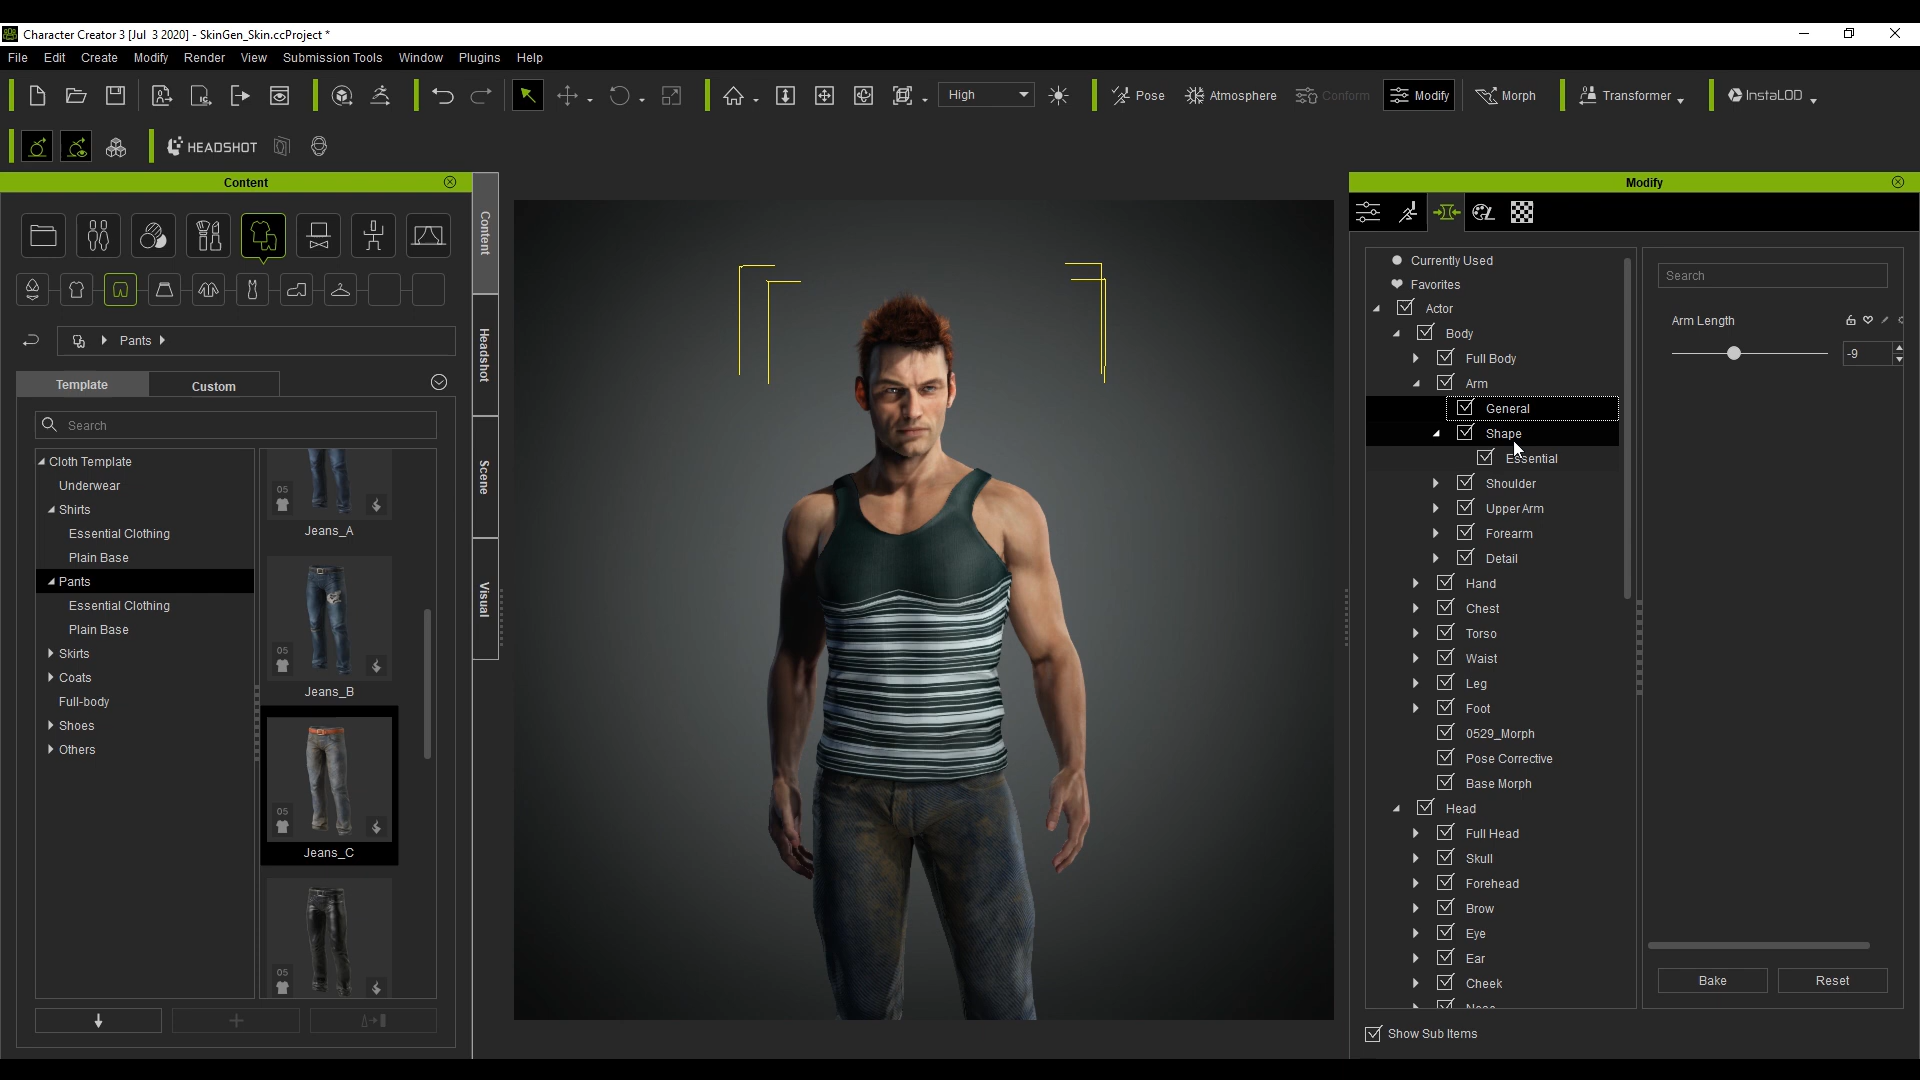 Character Creator 3 [Jul  3 2020] - SkinGen_Skin.ccProject *
File Edit Create Modify Render View Submission Tools Window Plugins Help
High Pose Atmosphere Conform Modify Morph Transformer InstaLOD
HEADSHOT
Content
Pants
Template Custom
Search
Cloth Template
Underwear
Shirts
Essential Clothing
Plain Base
Pants
Essential Clothing
Plain Base
Skirts
Coats
Full-body
Shoes
Others
05
Jeans_A
05
Jeans_B
05
Jeans_C
05
Content
Headshot
Scene
Visual
Modify
Currently Used
Favorites
Actor
Body
Full Body
Arm
General
Shape
Essential
Shoulder
Upper Arm
Forearm
Detail
Hand
Chest
Torso
Waist
Leg
Foot
0529_Morph
Pose Corrective
Base Morph
Head
Full Head
Skull
Forehead
Brow
Eye
Ear
Cheek
Nose
Show Sub Items
Search
Arm Length
-9
Bake Reset